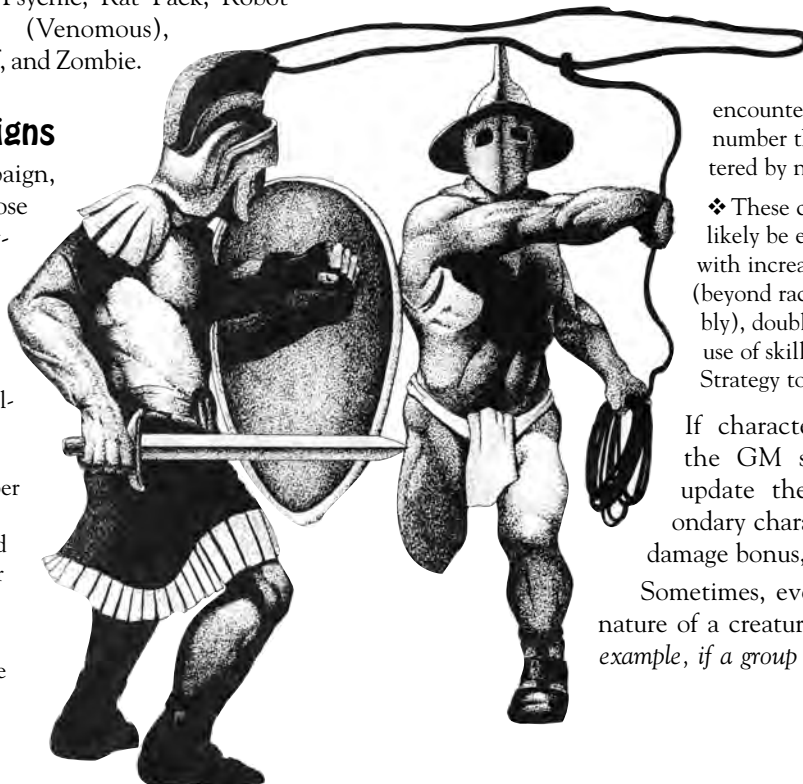 Psychic, Rat Pack, Robot
(Venomous),
, and Zombie.
igns
paign,
ose
-
l-
per
d
r
e
encounte
number th
tered by n
❖ These c
likely be e
with increa
(beyond rac
bly), doubl
use of skill
Strategy to
If characte
the GM s
update the
ondary chara
damage bonus,
Sometimes, eve
nature of a creatur
example, if a group